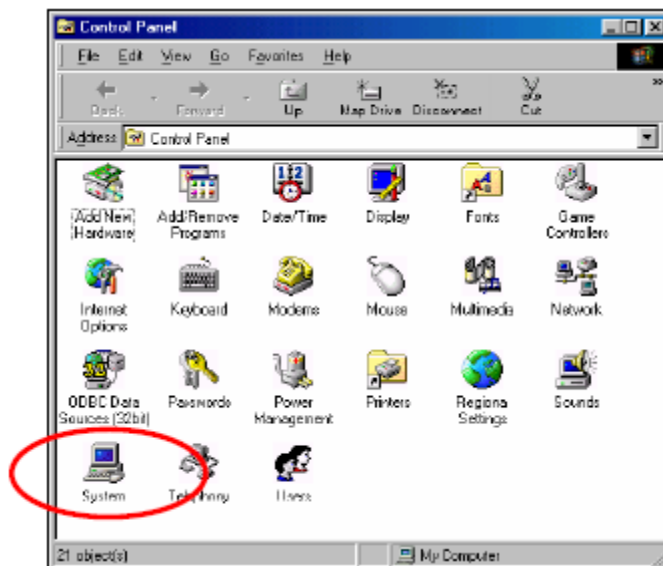 Control Panel
File Edit View Go Favorites Help
Back Forward Up Map Drive Disconnect Cut
Address Control Panel
Add New Add/Remove Date/Time Display Fonts Game
Hardware Programs Controllers
Internet Keyboard Modems Mouse Multimedia Network
Options
ODBC Data Passwords Power Printers Regional Sounds
Sources (32bit) Management Settings
System Telephony Users
21 object(s) My Computer